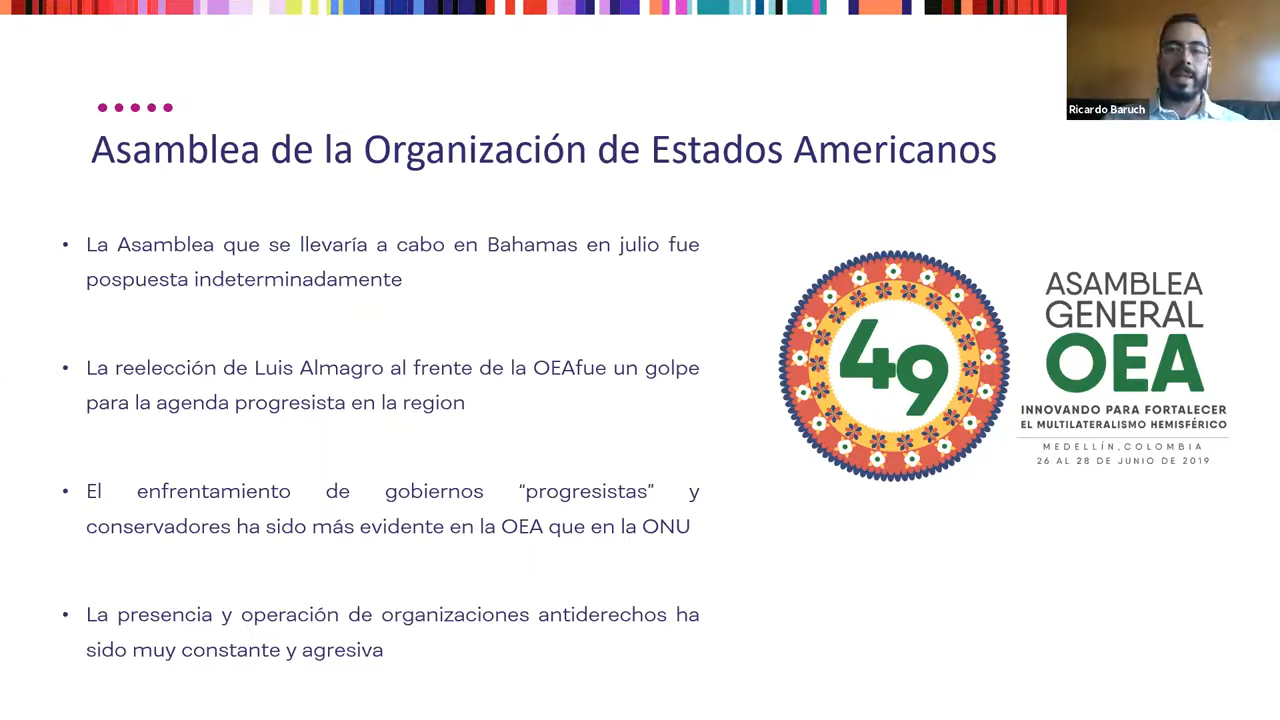 Ricardo Baruch
Asamblea de la Organización de Estados Americanos
• La Asamblea que se llevaría a cabo en Bahamas en julio fue
pospuesta indeterminadamente
• La reelección de Luis Almagro al frente de la OEAfue un golpe
para la agenda progresista en la region
• El enfrentamiento de gobiernos “progresistas” y
conservadores ha sido más evidente en la OEA que en la ONU
• La presencia y operación de organizaciones antiderechos ha
sido muy constante y agresiva
49
ASAMBLEA
GENERAL
OEA
INNOVANDO PARA FORTALECER
EL MULTILATERALISMO HEMISFÉRICO
MEDELLÍN, COLOMBIA
26 AL 28 DE JUNIO DE 2019